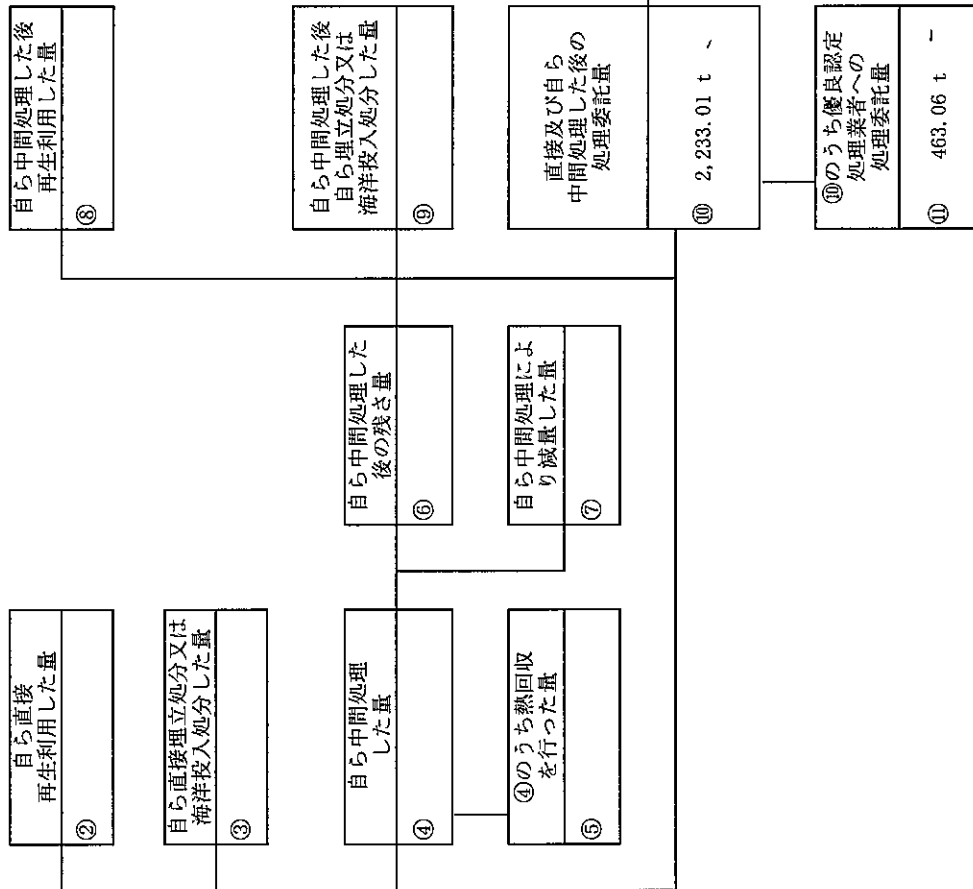 自ら直接
再生利用した量
②
自ら直接埋立処分又は
海洋投入処分した量
③
自ら中間処理
した量
④
④のうち熱回収
を行った量
⑤
自ら中間処理した
後の残さ量
⑥
自ら中間処理によ
り減量した量
⑦
自ら中間処理した後
再生利用した量
⑧
自ら中間処理した後
自ら埋立処分又は
海洋投入処分した量
⑨
直接及び自ら
中間処理した後の
処理委託量
⑩ 2,233.01 t
⑩のうち優良認定
処理業者への
処理委託量
⑪ 463.06 t